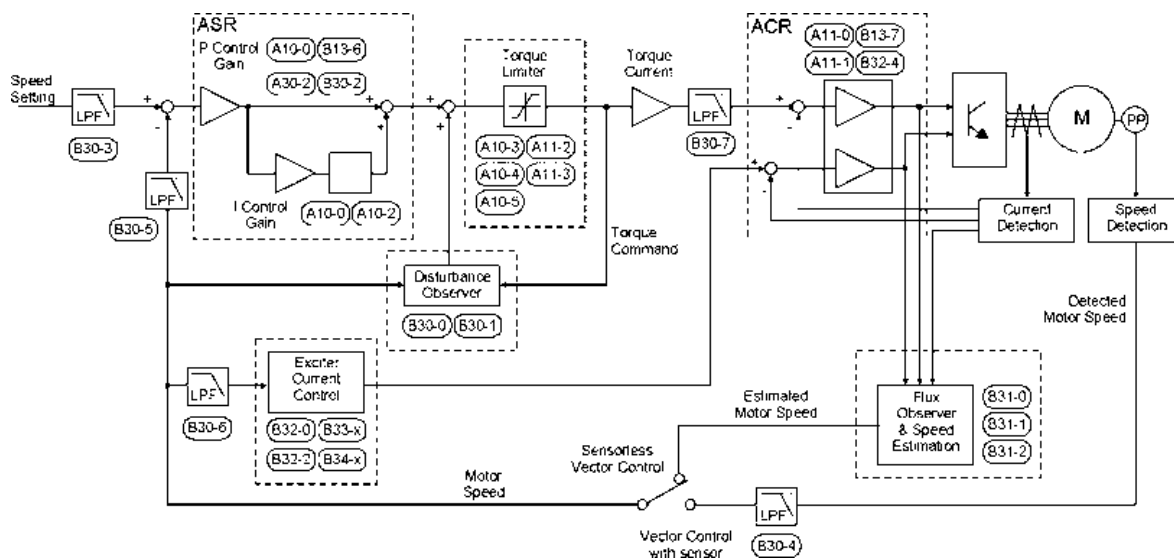 ASR
P Control
Gain
A10-0 B13-6
A30-2 B30-2
Speed
Setting
LPF
B30-3
LPF
B30-5
I Control
Gain
A10-0 A10-2
Torque
Limiter
A10-3 A11-2
A10-4 A11-3
A10-5
Torque
Current
LPF
B30-7
ACR
A11-0 B13-7
A11-1 B32-4
M
PP
Current
Detection
Speed
Detection
Torque
Command
Disturbance
Observer
B30-0 B30-1
Detected
Motor Speed
LPF
B30-6
Exciter
Current
Control
B32-0 B33-x
B32-2 B34-x
Estimated
Motor Speed
Flux
Observer
& Speed
Estimation
B31-0
B31-1
B31-2
Sensorless
Vector Control
Motor
Speed
Vector Control
with sensor
LPF
B30-4